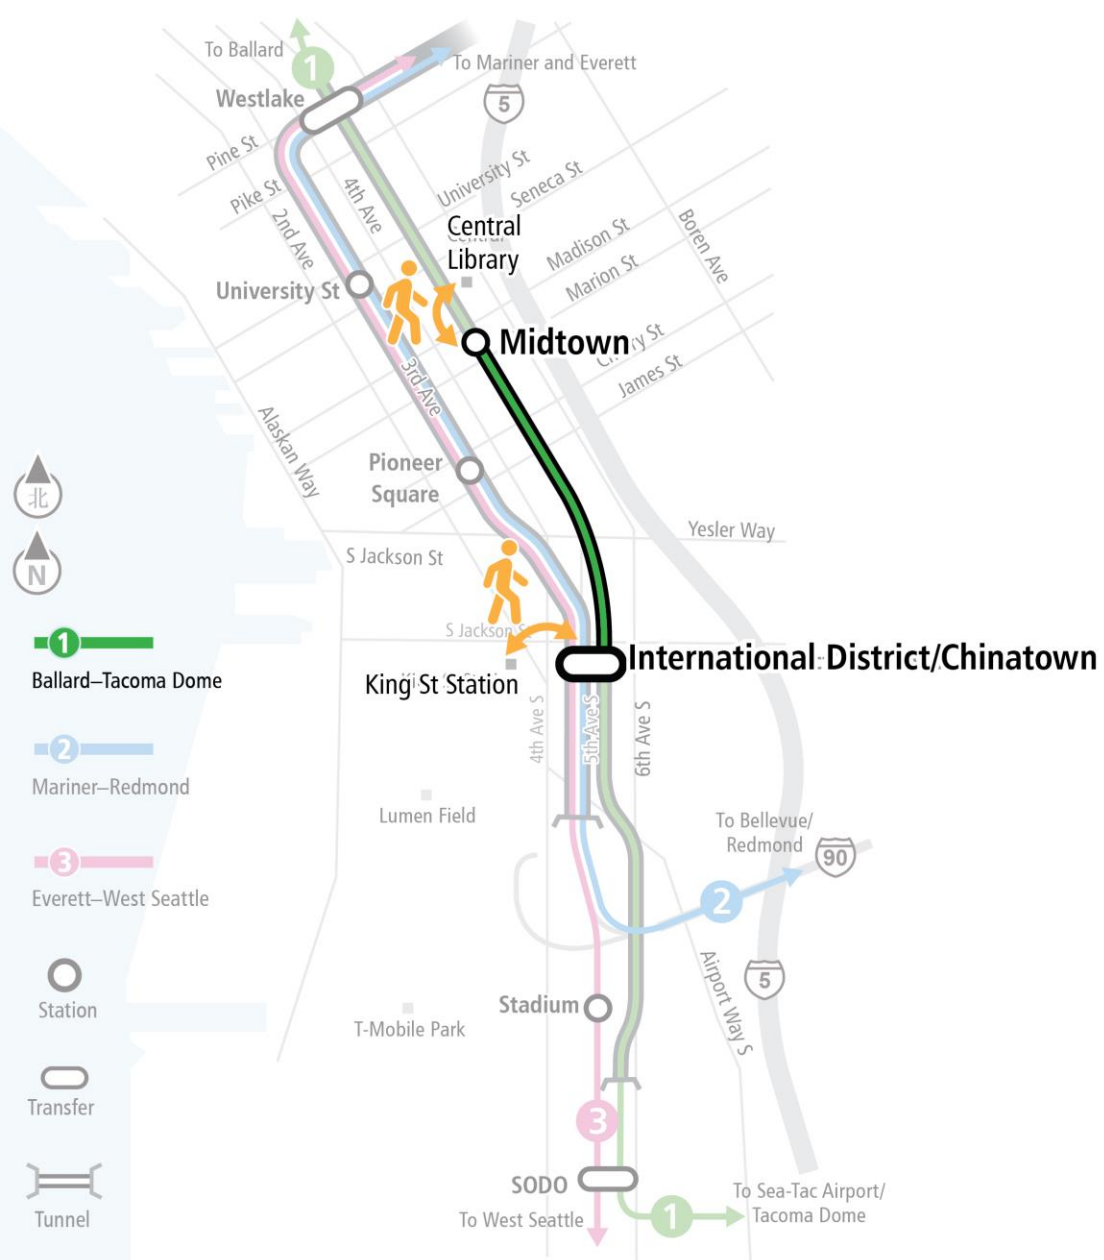 To Ballard
1
To Mariner and Everett
Westlake
5
Pine St
Pike St
4th Ave
2nd Ave
University St
Seneca St
Central
Library
Madison St
Marion St
Boren Ave
University St
Midtown
James St
3rd Ave
Alaskan Way
Pioneer
Square
Yesler Way
S Jackson St
S Jackson St
International District/Chinatown
King St Station
4th Ave S
5th Ave S
6th Ave S
北
N
1
Ballard–Tacoma Dome
2
Mariner–Redmond
3
Everett–West Seattle
Station
Transfer
Tunnel
Lumen Field
To Bellevue/
Redmond
90
2
5
Airport Way S
Stadium
T-Mobile Park
3
SODO
To West Seattle
1
To Sea-Tac Airport/
Tacoma Dome